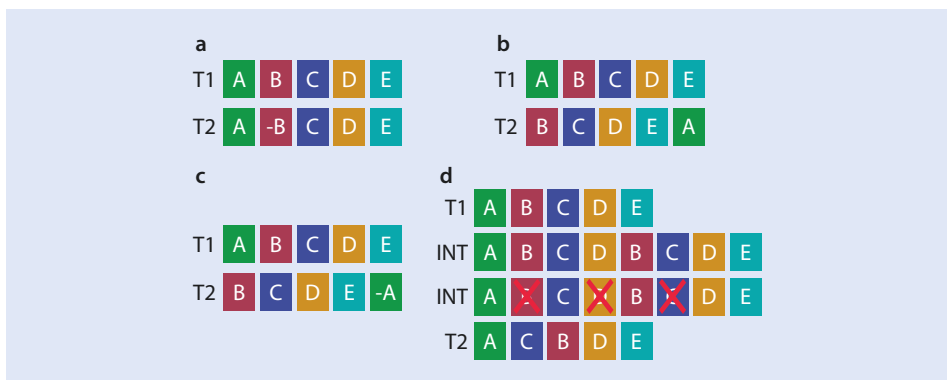 a
T1 A B C D E
T2 A -B C D E
b
T1 A B C D E
T2 B C D E A
c
T1 A B C D E
T2 B C D E -A
d
T1 A B C D E
INT A B C D B C D E
INT A B C D B C D E
T2 A C B D E